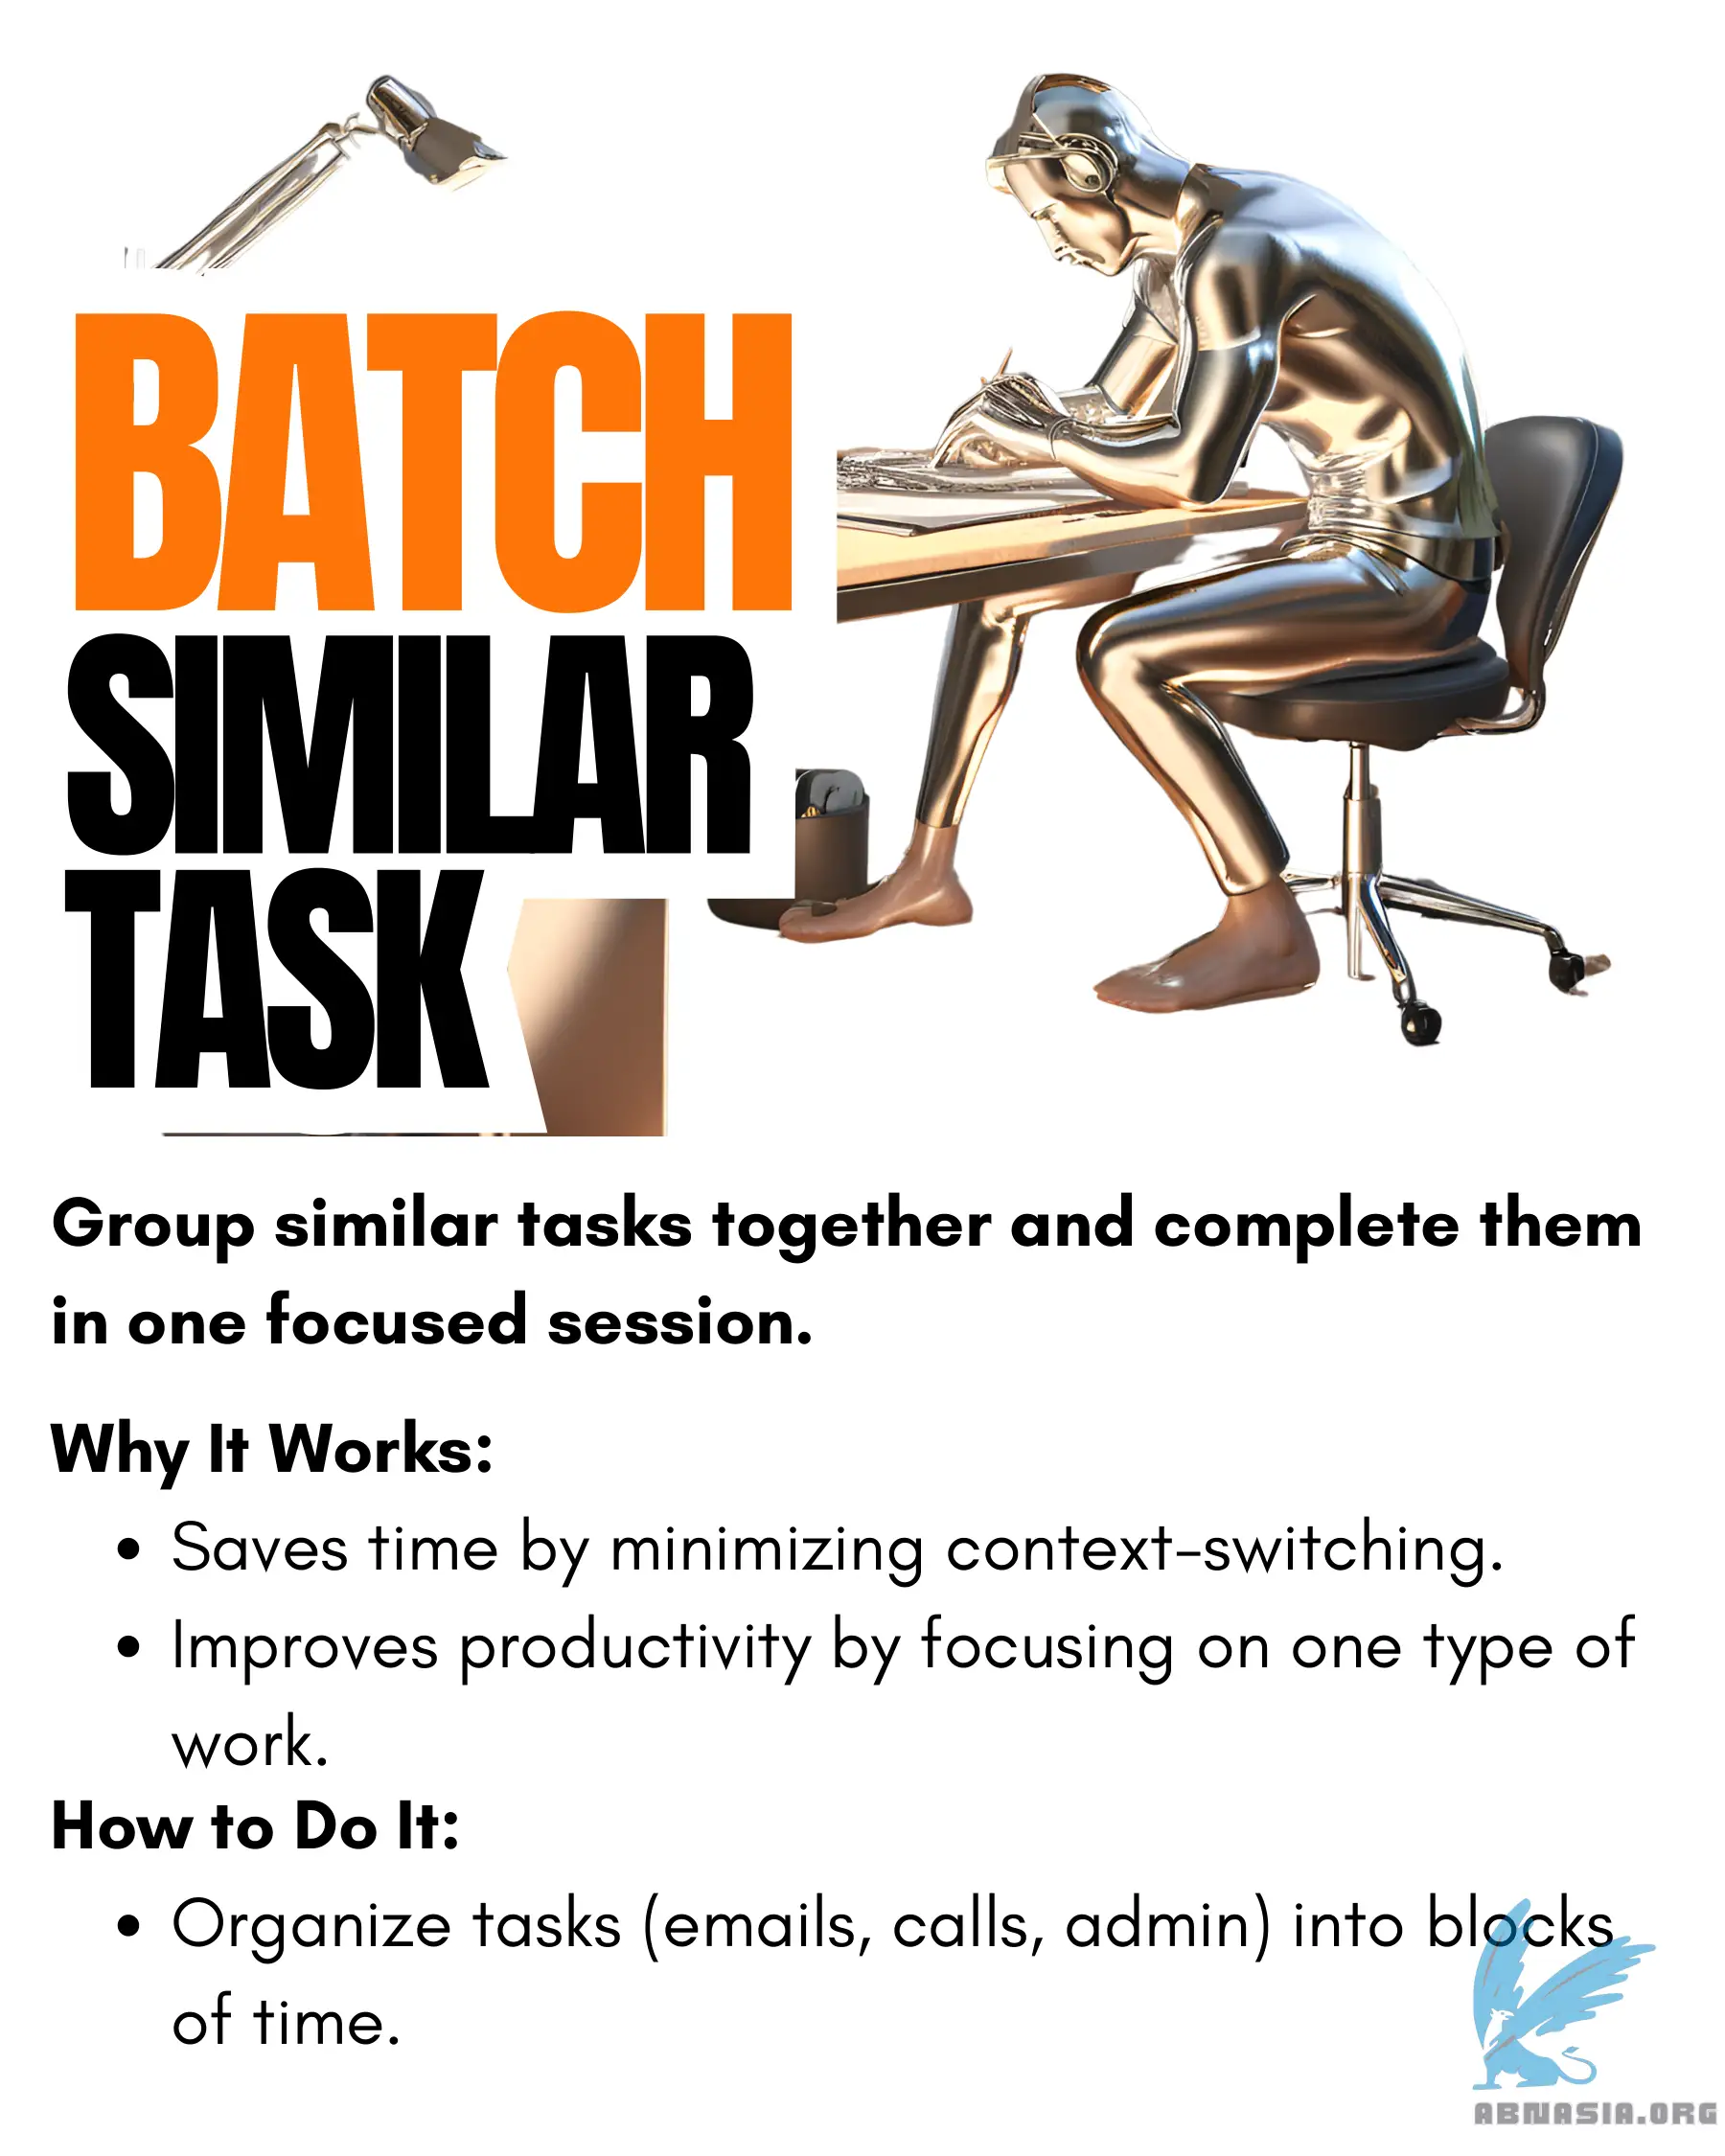 BATCH
SIMILAR
TASK
Group similar tasks together and complete them
in one focused session.
Why It Works:
• Saves time by minimizing context-switching.
• Improves productivity by focusing on one type of
work.
How to Do It:
• Organize tasks (emails, calls, admin) into blocks
of time.
ABNASIA.ORG